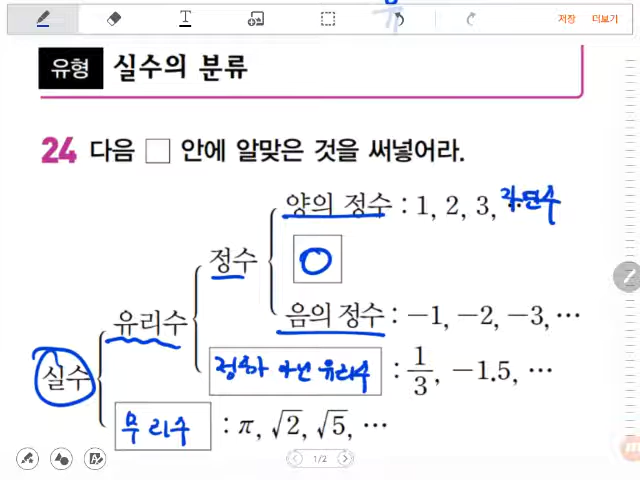 저장 더보기
유형 실수의 분류
24 다음 □ 안에 알맞은 것을 써넣어라.
양의 정수 : 1, 2, 3, 자연수
정수
0
유리수
음의 정수 : -1, -2, -3, …
실수
정수가 아닌 유리수 : 1/3, -1.5, …
무리수 : π, √2, √5, …
1/2